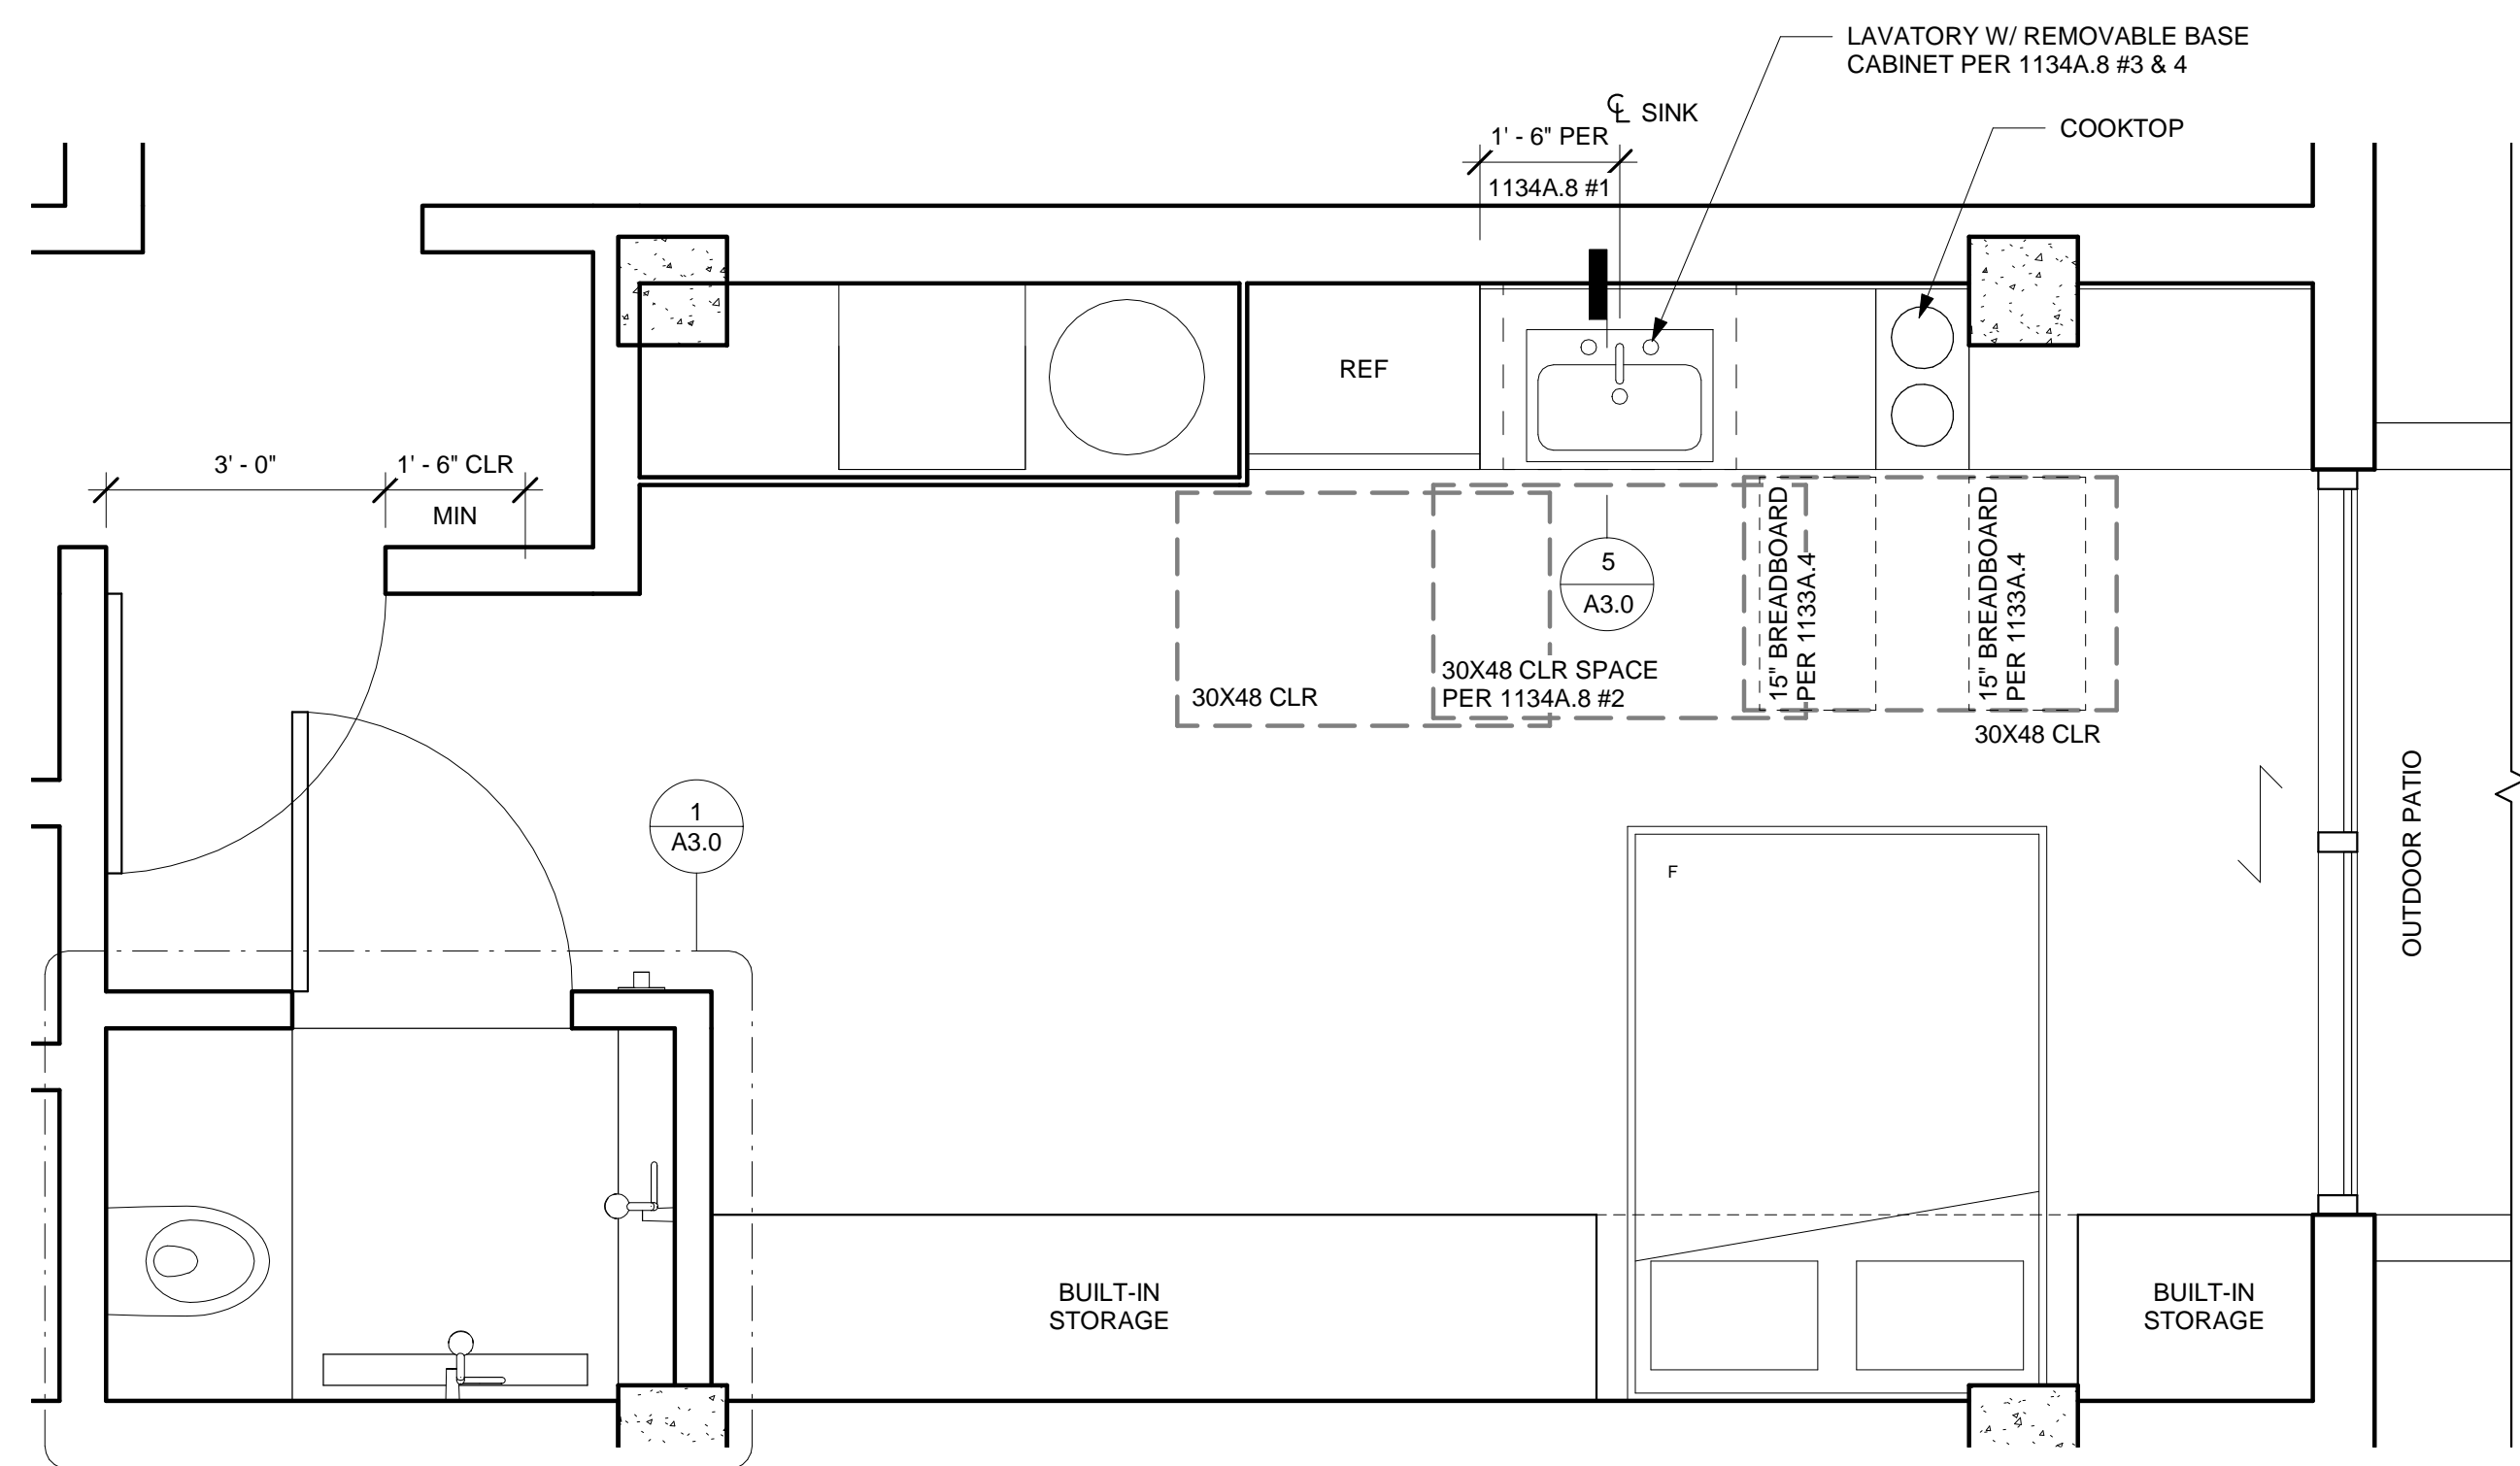 LAVATORY W/ REMOVABLE BASE
CABINET PER 1134A.8 #3 & 4
℄ SINK
1' - 6" PER
1134A.8 #1
COOKTOP
REF
3' - 0"
1' - 6" CLR
MIN
5
A3.0
15" BREADBOARD
PER 1133A.4
15" BREADBOARD
PER 1133A.4
30X48 CLR
30X48 CLR SPACE
PER 1134A.8 #2
30X48 CLR
1
A3.0
F
OUTDOOR PATIO
BUILT-IN
STORAGE
BUILT-IN
STORAGE